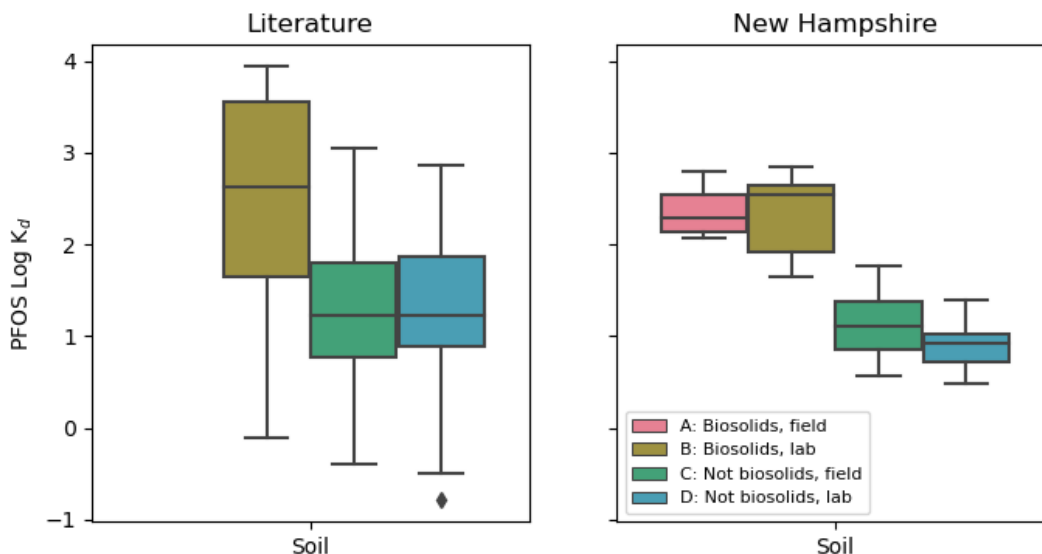 Literature
New Hampshire
PFOS Log K_d
4
3
2
1
0
−1
Soil
Soil
A: Biosolids, field
B: Biosolids, lab
C: Not biosolids, field
D: Not biosolids, lab